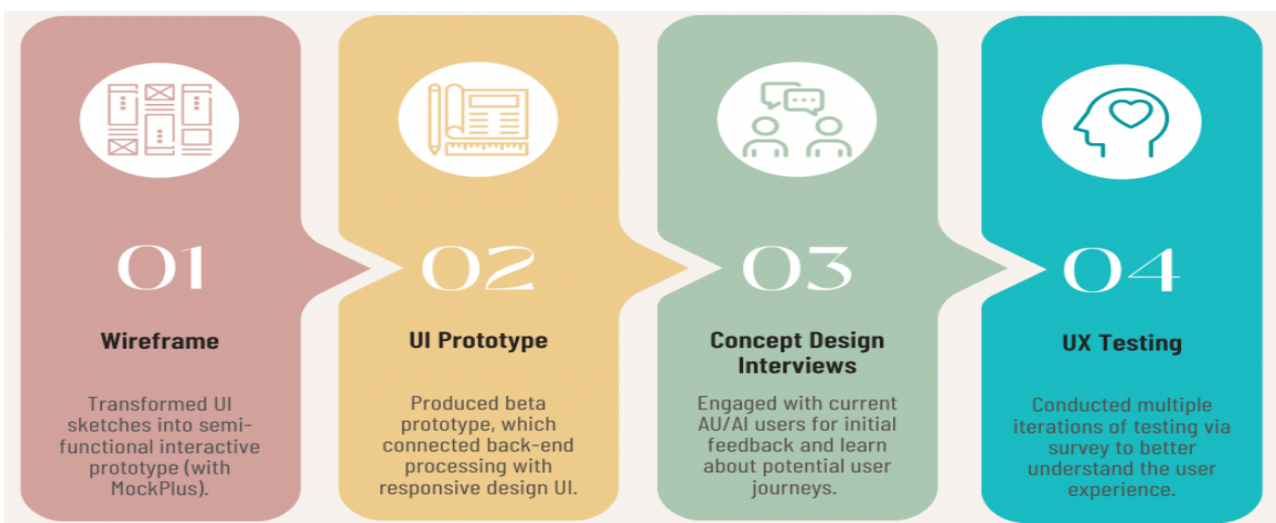 01
Wireframe
Transformed UI
sketches into semi-
functional interactive
prototype (with
MockPlus).
02
UI Prototype
Produced beta
prototype, which
connected back-end
processing with
responsive design UI.
03
Concept Design
Interviews
Engaged with current
AU/AI users for initial
feedback and learn
about potential user
journeys.
04
UX Testing
Conducted multiple
iterations of testing via
survey to better
understand the user
experience.